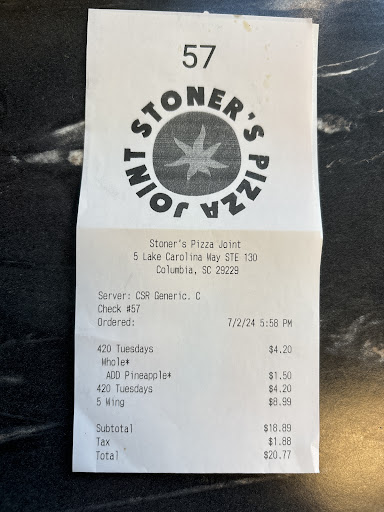 57
STONER'S PIZZA JOINT
Stoner's Pizza Joint
5 Lake Carolina Way STE 130
Columbia, SC 29229
Server: CSR Generic. C
Check #57
Ordered: 7/2/24 5:58 PM
420 Tuesdays $4.20
Whole*
ADD Pineapple* $1.50
420 Tuesdays $4.20
5 Wing $8.99
Subtotal $18.89
Tax $1.88
Total $20.77